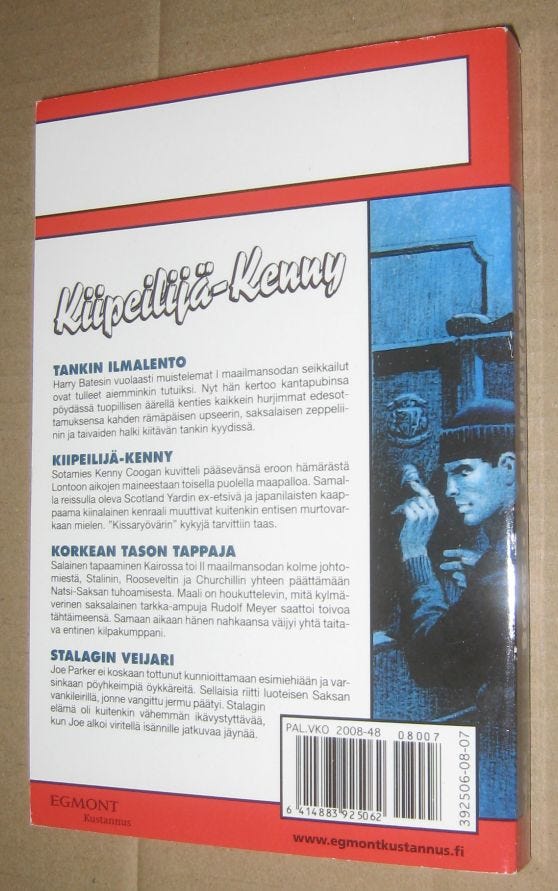 Kiipeilijä-Kenny
TANKIN ILMALENTO
Harry Batesin vuolaasti muistelemat I maailmansodan seikkailut
ovat tulleet aiemminkin tutuiksi. Nyt hän kertoo kantapubinsa
pöydässä tuopillisen äärellä kenties kaikkein hurjimmat edesot-
tamuksensa kahden rämäpäisen upseerin, saksalaisen zeppelii-
nin ja taivaiden halki kiitävän tankin kyydissä.
KIIPEILIJÄ-KENNY
Sotamies Kenny Coogan kuvitteli pääsevänsä eroon hämärästä
Lontoon aikojen maineestaan toisella puolella maapalloa. Samal-
la reissulla oleva Scotland Yardin ex-etsivä ja japanilaisten kaap-
paama kiinalainen kenraali muuttivat kuitenkin entisen murtovar-
kaan mielen. "Kissaryövärin" kykyjä tarvittiin taas.
KORKEAN TASON TAPPAJA
Salainen tapaaminen Kairossa toi II maailmansodan kolme johto-
miestä, Stalinin, Rooseveltin ja Churchillin yhteen päättämään
Natsi-Saksan tuhoamisesta. Maali on houkuttelevin, mitä kylmä-
verinen saksalainen tarkka-ampuja Rudolf Meyer saattoi toivoa
tähtäimeensä. Samaan aikaan hänen nahkaansa väijyi yhtä taita-
va entinen kilpakumppani.
STALAGIN VEIJARI
Joe Parker ei koskaan tottunut kunnioittamaan esimiehiään ja var-
sinkaan pöyhkeimpiä öykkäreitä. Sellaisia riitti luoteisen Saksan
vankileirillä, jonne vangittu jermu päätyi. Stalagin
elämä oli kuitenkin vähemmän ikävystyttävää,
kun Joe alkoi viritellä isännille jatkuvaa jäynää.
PAL.VKO 2008-48
08007
6 414883 925062
392506-08-07
EGMONT
Kustannus
www.egmontkustannus.fi